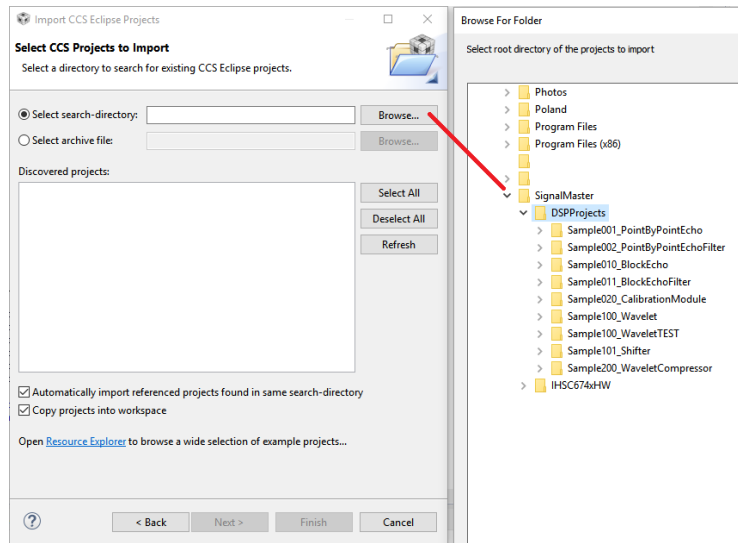 Import CCS Eclipse Projects
Select CCS Projects to Import
Select a directory to search for existing CCS Eclipse projects.
Select search-directory:
Browse...
Select archive file:
Browse...
Discovered projects:
Select All
Deselect All
Refresh
Automatically import referenced projects found in same search-directory
Copy projects into workspace
Open Resource Explorer to browse a wide selection of example projects...
?
< Back
Next >
Finish
Cancel
Browse For Folder
Select root directory of the projects to import
Photos
Poland
Program Files
Program Files (x86)
SignalMaster
DSPProjects
Sample001_PointByPointEcho
Sample002_PointByPointEchoFilter
Sample010_BlockEcho
Sample011_BlockEchoFilter
Sample020_CalibrationModule
Sample100_Wavelet
Sample100_WaveletTEST
Sample101_Shifter
Sample200_WaveletCompressor
IHSC674xHW